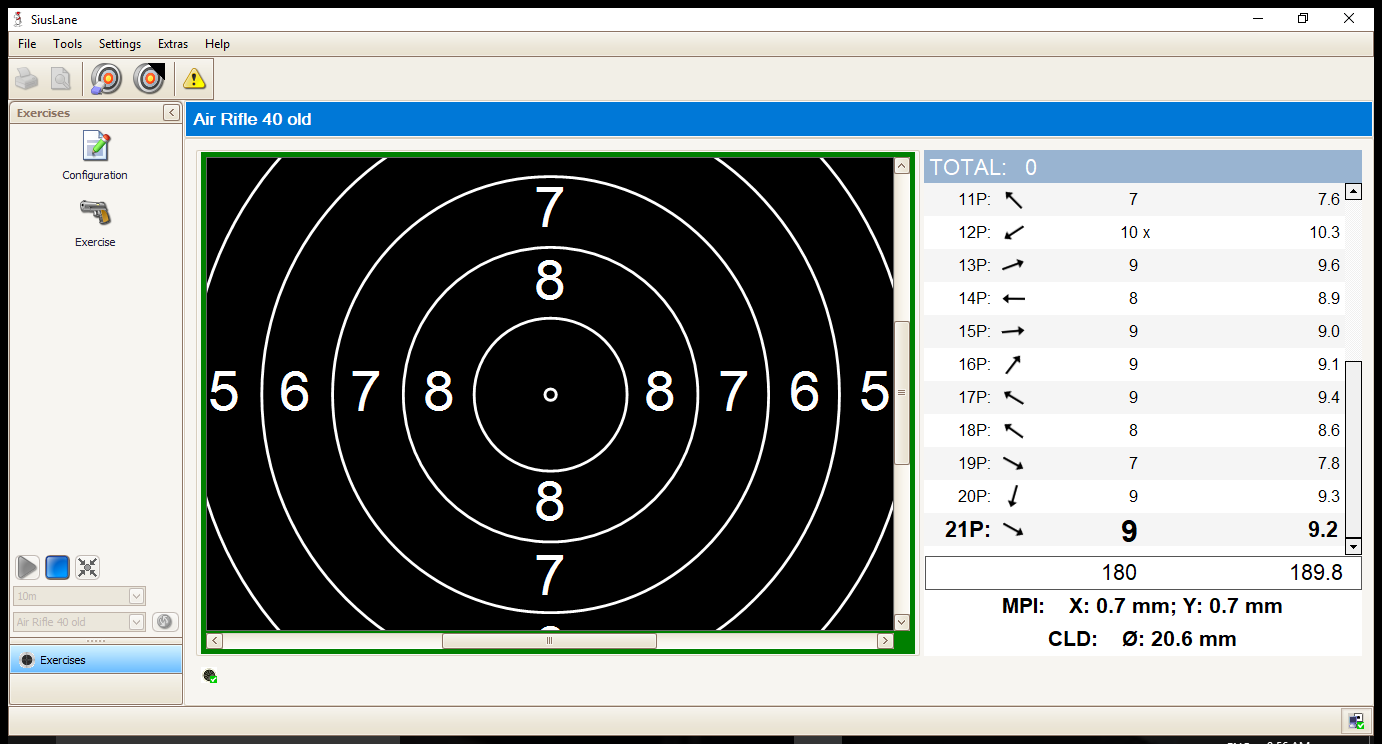 SiusLane
File Tools Settings Extras Help
Exercises
Configuration
Exercise
10m
Air Rifle 40 old
Exercises
Air Rifle 40 old
7
8
5 6 7 8 8 7 6 5
8
7
TOTAL: 0
11P: 7 7.6
12P: 10 x 10.3
13P: 9 9.6
14P: 8 8.9
15P: 9 9.0
16P: 9 9.1
17P: 9 9.4
18P: 8 8.6
19P: 7 7.8
20P: 9 9.3
21P: 9 9.2
180 189.8
MPI: X: 0.7 mm; Y: 0.7 mm
CLD: Ø: 20.6 mm